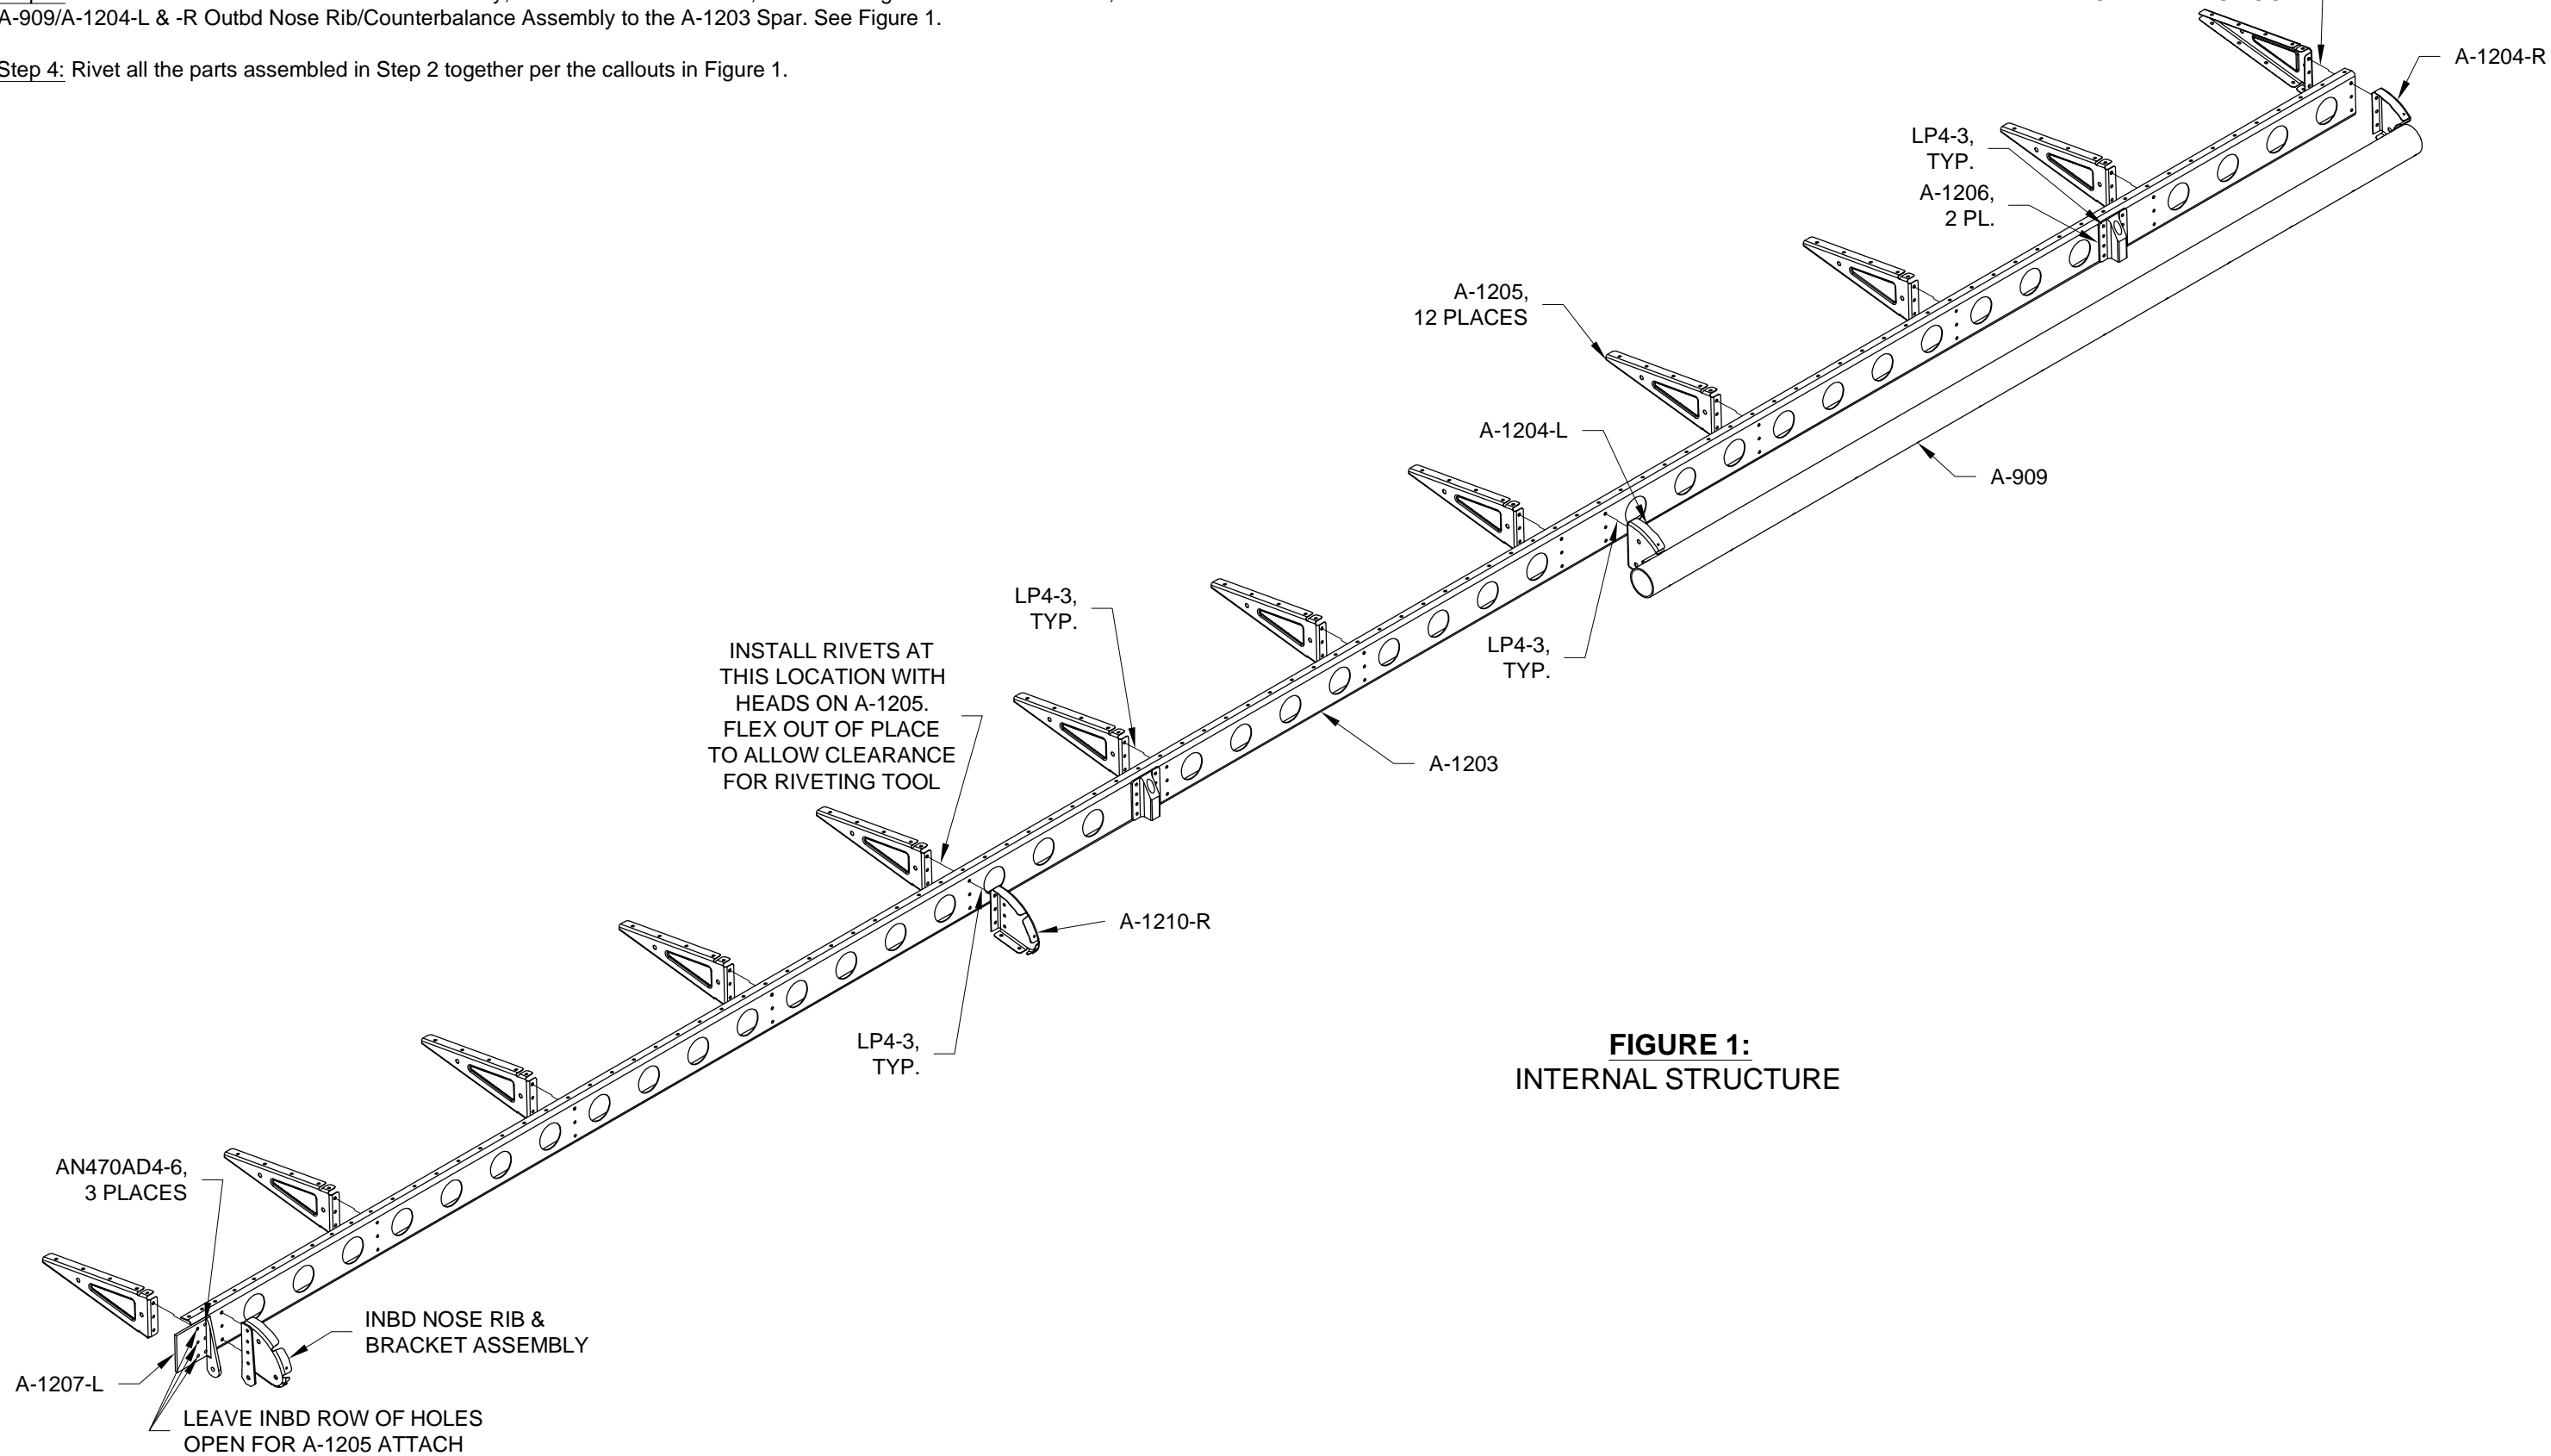 A-909/A-1204-L & -R Outbd Nose Rib/Counterbalance Assembly to the A-1203 Spar. See Figure 1.
Step 4: Rivet all the parts assembled in Step 2 together per the callouts in Figure 1.
A-1204-R
LP4-3,
TYP.
A-1206,
2 PL.
A-1205,
12 PLACES
A-1204-L
A-909
LP4-3,
TYP.
LP4-3,
TYP.
INSTALL RIVETS AT
THIS LOCATION WITH
HEADS ON A-1205.
FLEX OUT OF PLACE
TO ALLOW CLEARANCE
FOR RIVETING TOOL
A-1203
A-1210-R
LP4-3,
TYP.
FIGURE 1:
INTERNAL STRUCTURE
AN470AD4-6,
3 PLACES
INBD NOSE RIB &
BRACKET ASSEMBLY
A-1207-L
LEAVE INBD ROW OF HOLES
OPEN FOR A-1205 ATTACH